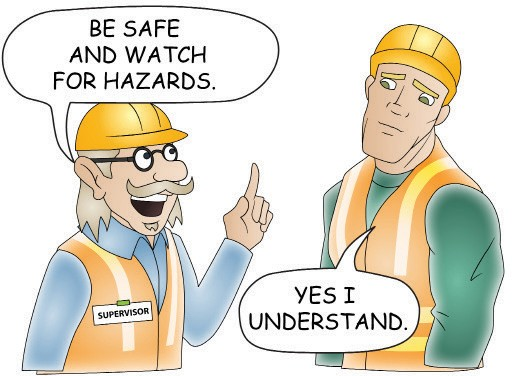 BE SAFE
AND WATCH
FOR HAZARDS.
SUPERVISOR
YES I
UNDERSTAND.